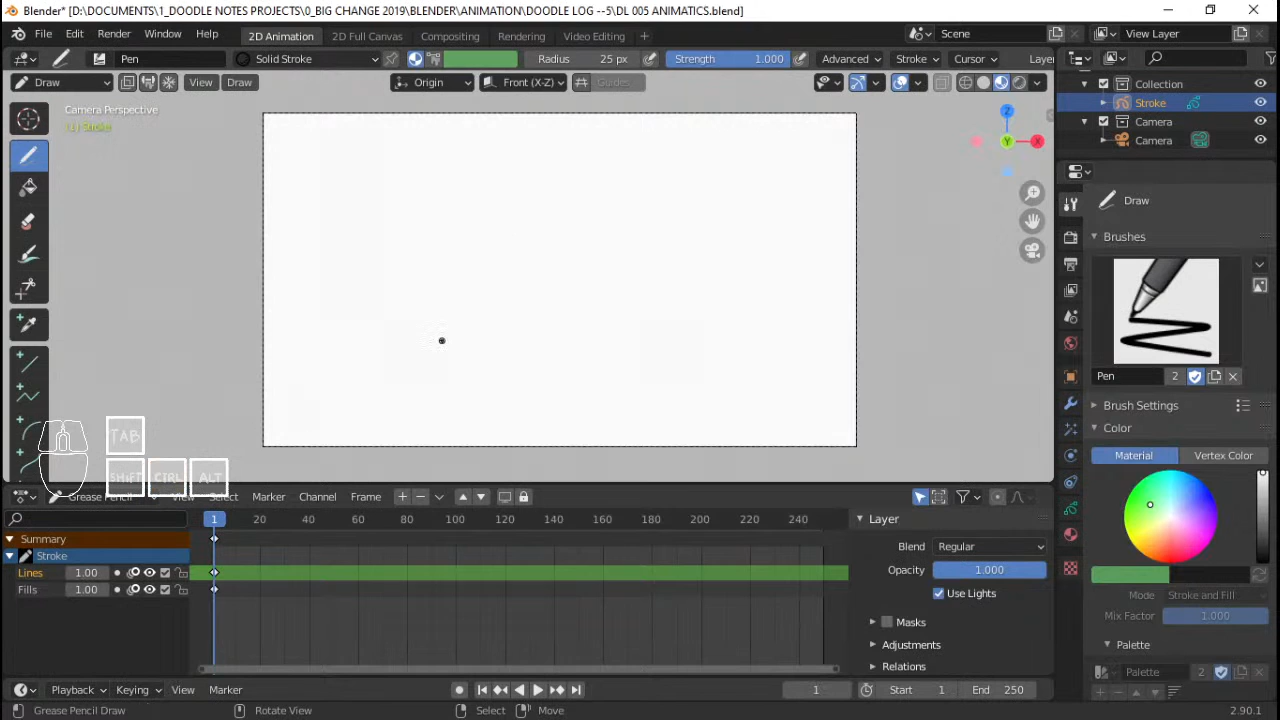 Blender* [D:\DOCUMENTS\1_DOODLE NOTES PROJECTS\0_BIG CHANGE 2019\BLENDER\ANIMATION\DOODLE LOG --5\DL 005 ANIMATICS.blend]
File Edit Render Window Help 2D Animation 2D Full Canvas Compositing Rendering Video Editing Scene View Layer
Pen Solid Stroke Radius 25 px Strength 1.000 Advanced Stroke Cursor Layer
Draw View Draw Origin Front (X-Z) Guides
Collection
Stroke
Camera
Camera
Camera Perspective
(1) Stroke
Z
Y
X
Draw
Brushes
Pen 2
Brush Settings
Color
Material Vertex Color
Mode Stroke and Fill
Mix Factor 1.000
Palette
Palette 2
TAB
SHIFT CTRL ALT
Grease Pencil View Select Marker Channel Frame
1 20 40 60 80 100 120 140 160 180 200 220 240
Summary
Stroke
Lines 1.00
Fills 1.00
Layer
Blend Regular
Opacity 1.000
Use Lights
Masks
Adjustments
Relations
Playback Keying View Marker 1 Start 1 End 250
Grease Pencil Draw Rotate View Select Move 2.90.1